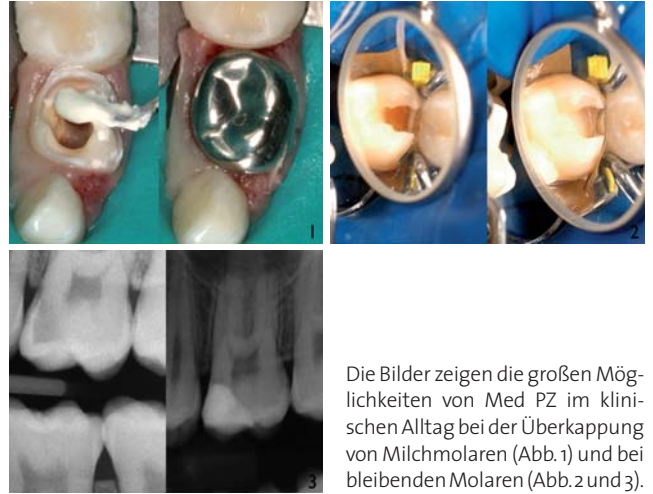 1
2
3
Die Bilder zeigen die großen Mög-
lichkeiten von Med PZ im klini-
schen Alltag bei der Überkappung
von Milchmolaren (Abb. 1) und bei
bleibenden Molaren (Abb. 2 und 3).